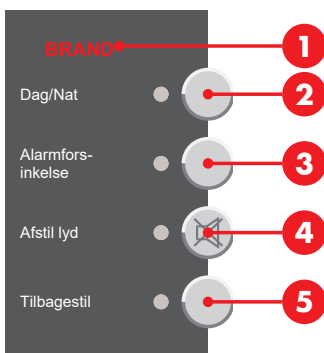 BRAND
1
Dag/Nat
2
Alarmfors-
inkelse
3
Afstil lyd
4
Tilbagestil
5